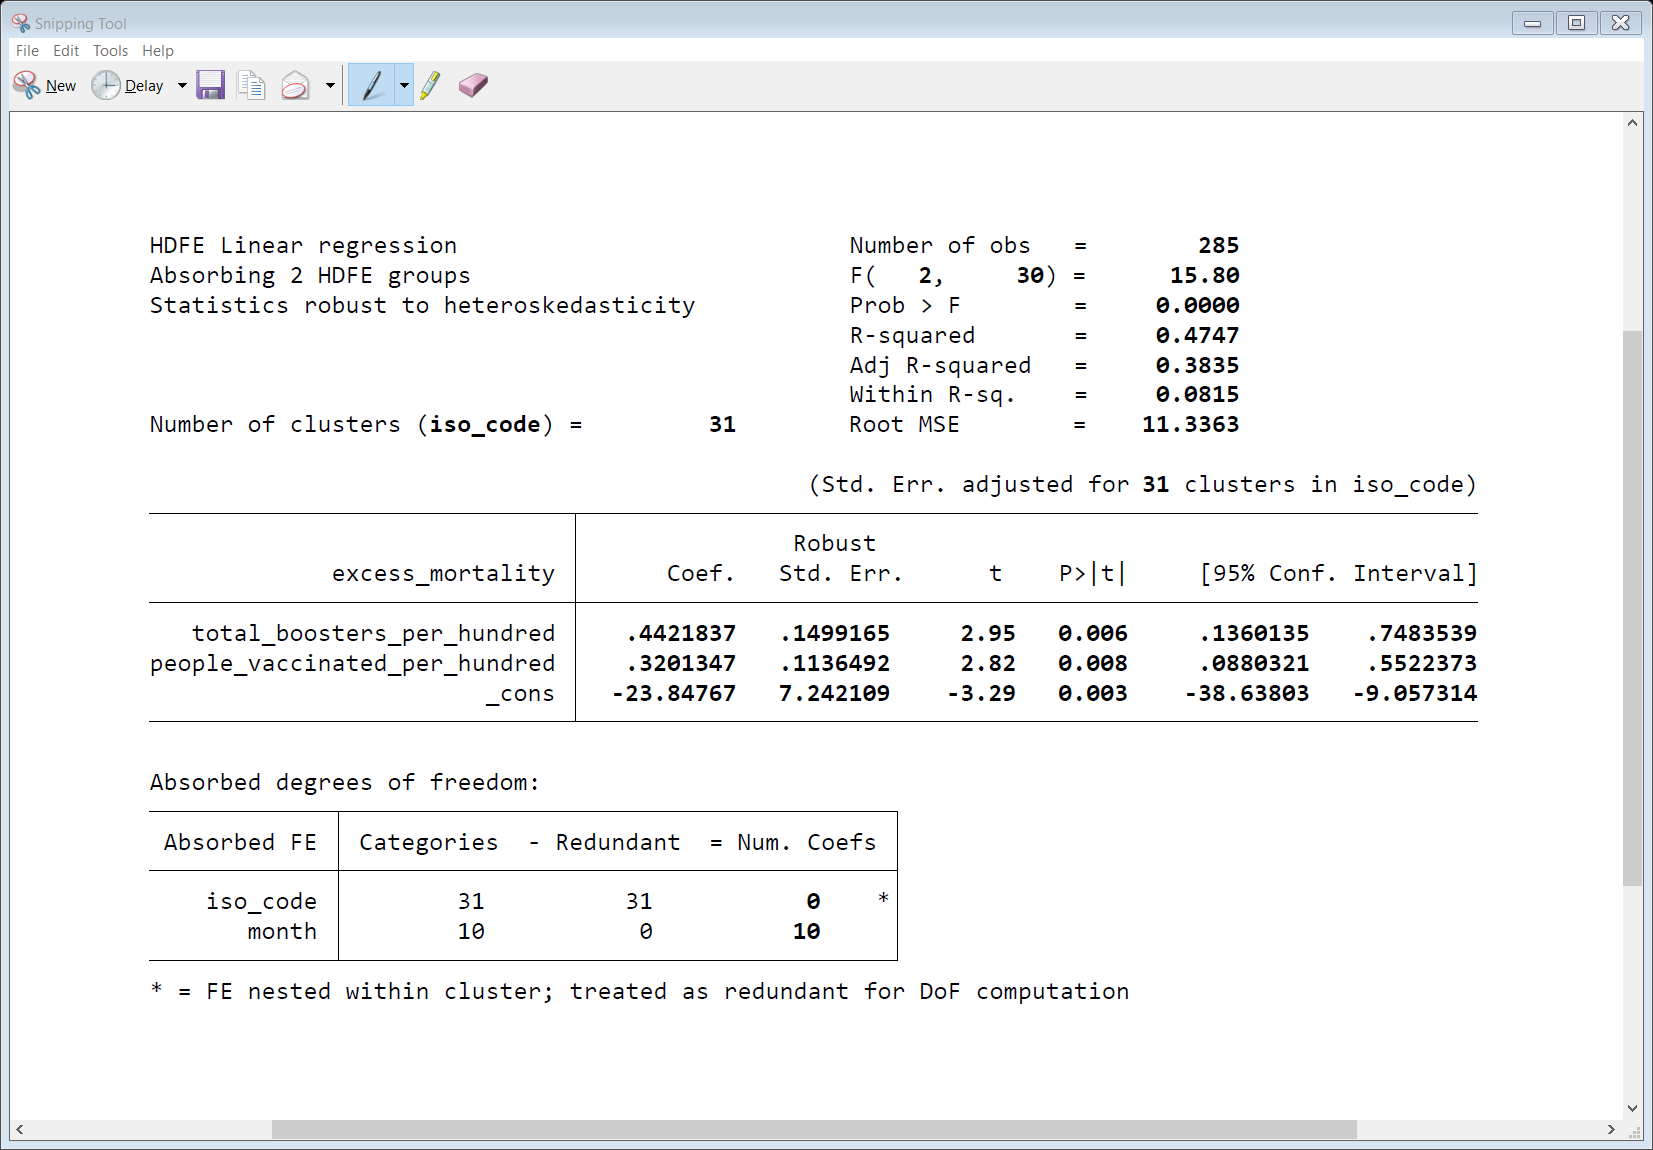 Snipping Tool
File Edit Tools Help
New Delay
HDFE Linear regression Number of obs = 285
Absorbing 2 HDFE groups F( 2, 30) = 15.80
Statistics robust to heteroskedasticity Prob > F = 0.0000
R-squared = 0.4747
Adj R-squared = 0.3835
Within R-sq. = 0.0815
Number of clusters (iso_code) = 31 Root MSE = 11.3363
(Std. Err. adjusted for 31 clusters in iso_code)
Robust
excess_mortality Coef. Std. Err. t P>|t| [95% Conf. Interval]
total_boosters_per_hundred .4421837 .1499165 2.95 0.006 .1360135 .7483539
people_vaccinated_per_hundred .3201347 .1136492 2.82 0.008 .0880321 .5522373
_cons -23.84767 7.242109 -3.29 0.003 -38.63803 -9.057314
Absorbed degrees of freedom:
Absorbed FE Categories - Redundant = Num. Coefs
iso_code 31 31 0 *
month 10 0 10
* = FE nested within cluster; treated as redundant for DoF computation